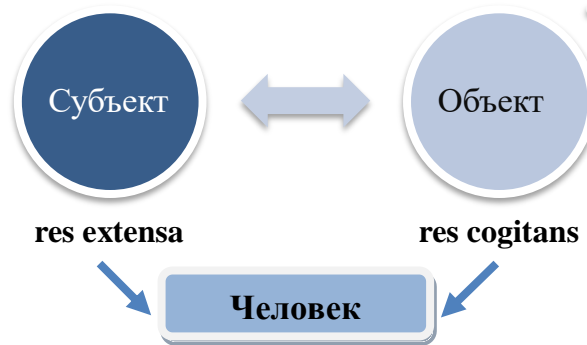 Субъект
Объект
res extensa
res cogitans
Человек